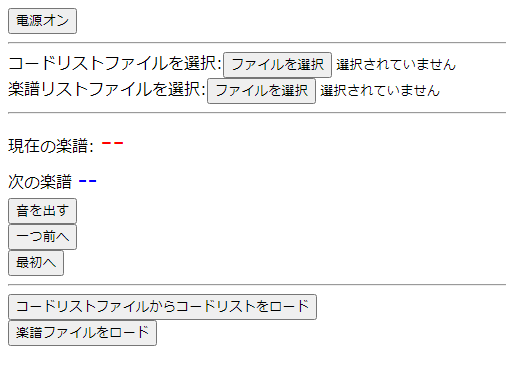 電源オン
コードリストファイルを選択: ファイルを選択 選択されていません
楽譜リストファイルを選択: ファイルを選択 選択されていません
現在の楽譜: --
次の楽譜 --
音を出す
一つ前へ
最初へ
コードリストファイルからコードリストをロード
楽譜ファイルをロード